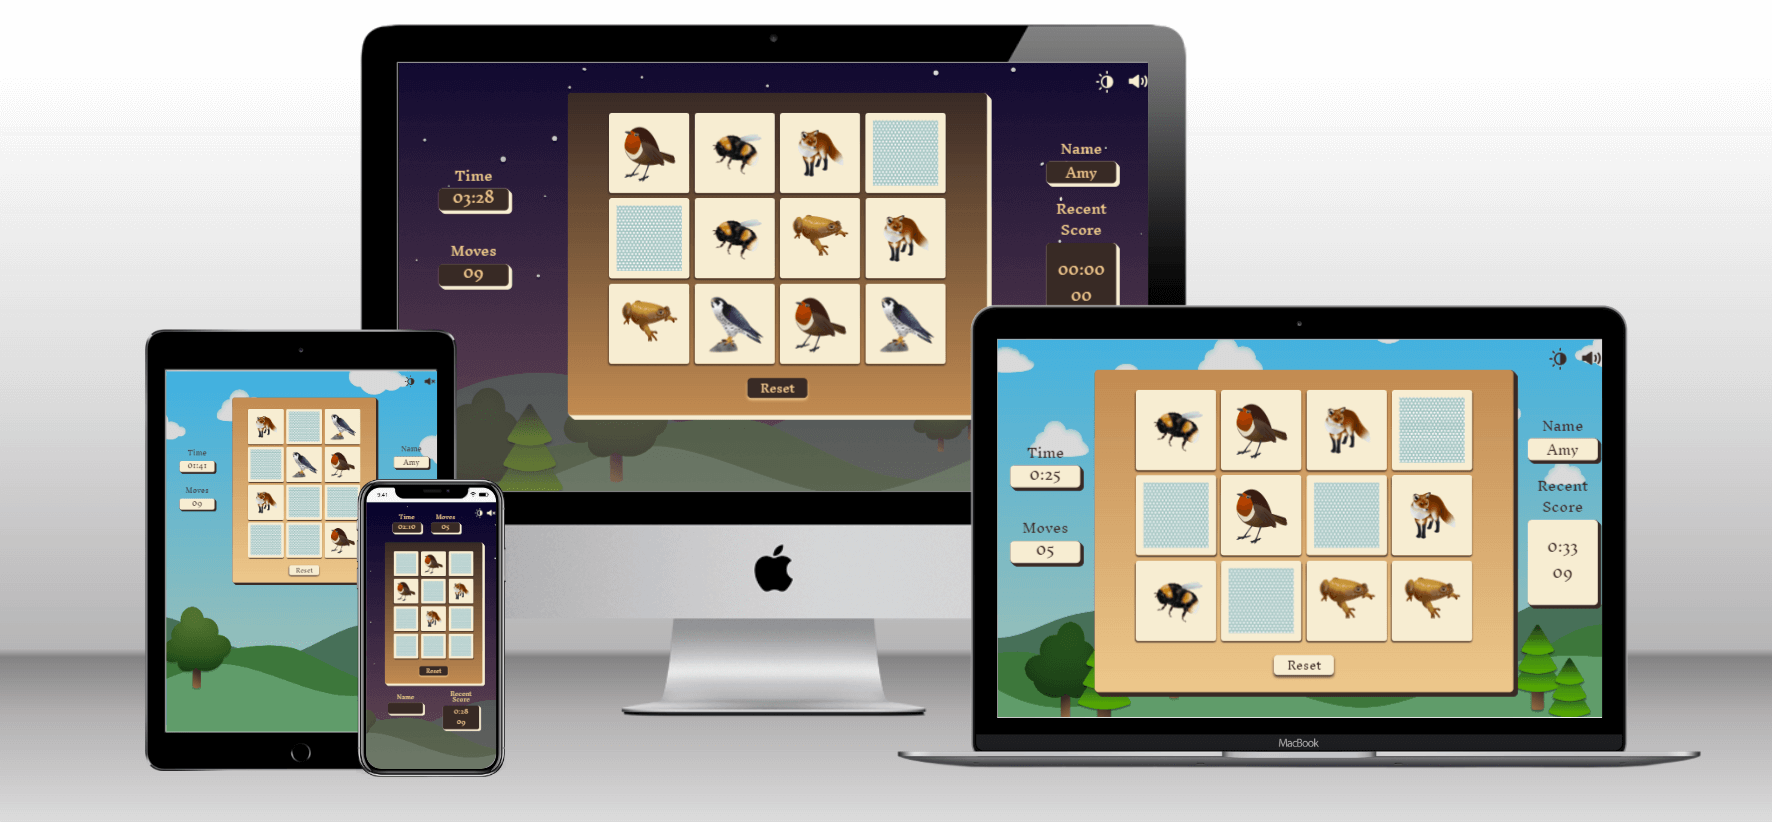 Time
03:28
Moves
09
Name
Amy
Recent
Score
00:00
00
Reset
Time
01:41
Moves
09
Name
Amy
Reset
9:41
Time
Moves
02:10
05
Reset
Name
Recent
Score
0:28
09
Time
0:25
Moves
05
Name
Amy
Recent
Score
0:33
09
Reset
MacBook